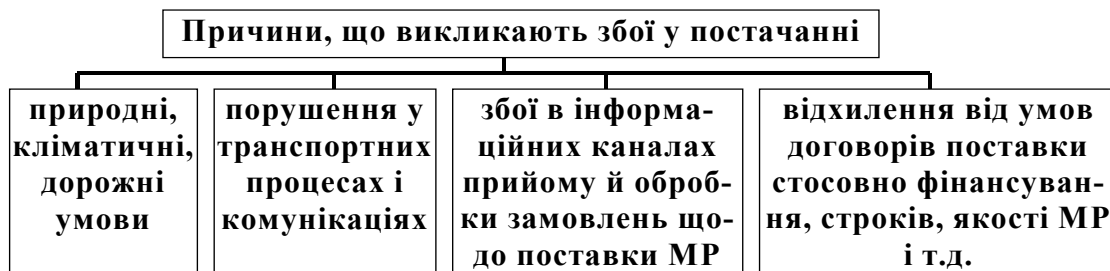 Причини, що викликають збої у постачанні
природні,
кліматичні,
дорожні
умови
порушення у
транспортних
процесах і
комунікаціях
збої в інформа-
ційних каналах
прийому й оброб-
ки замовлень що-
до поставки МР
відхилення від умов
договорів поставки
стосовно фінансуван-
ня, строків, якості МР
і т.д.